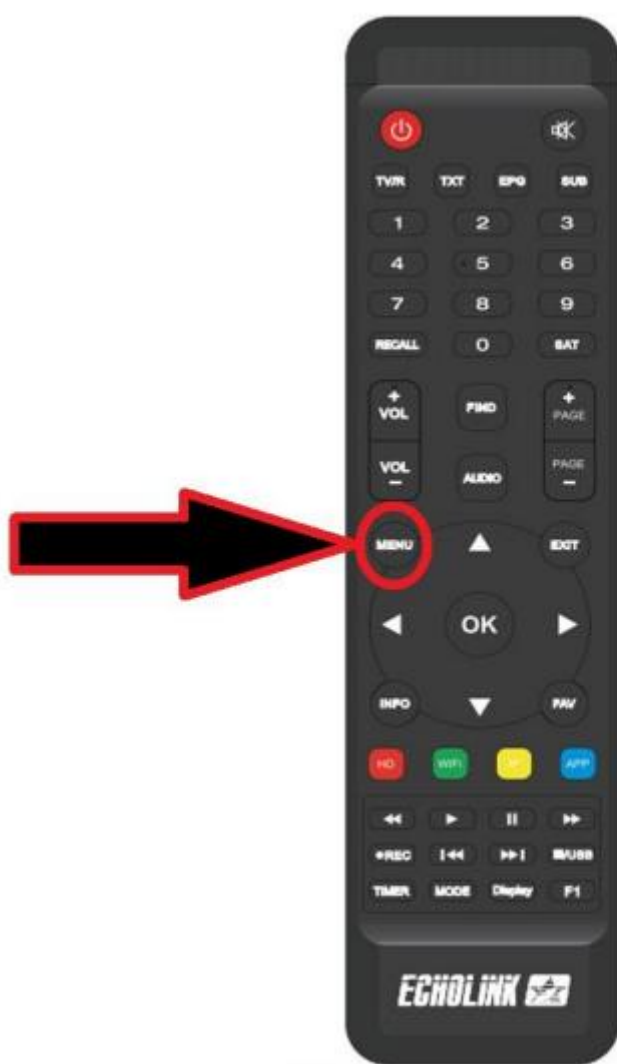 TV/R TXT EPG SUB
1 2 3
4 5 6
7 8 9
RECALL 0 SAT
+ FIND +
VOL PAGE
VOL AUDIO PAGE
- -
MENU EXIT
OK
INFO FAV
HD WIFI APP
REC /USB
TIMER MODE Display F1
ECHOLINK